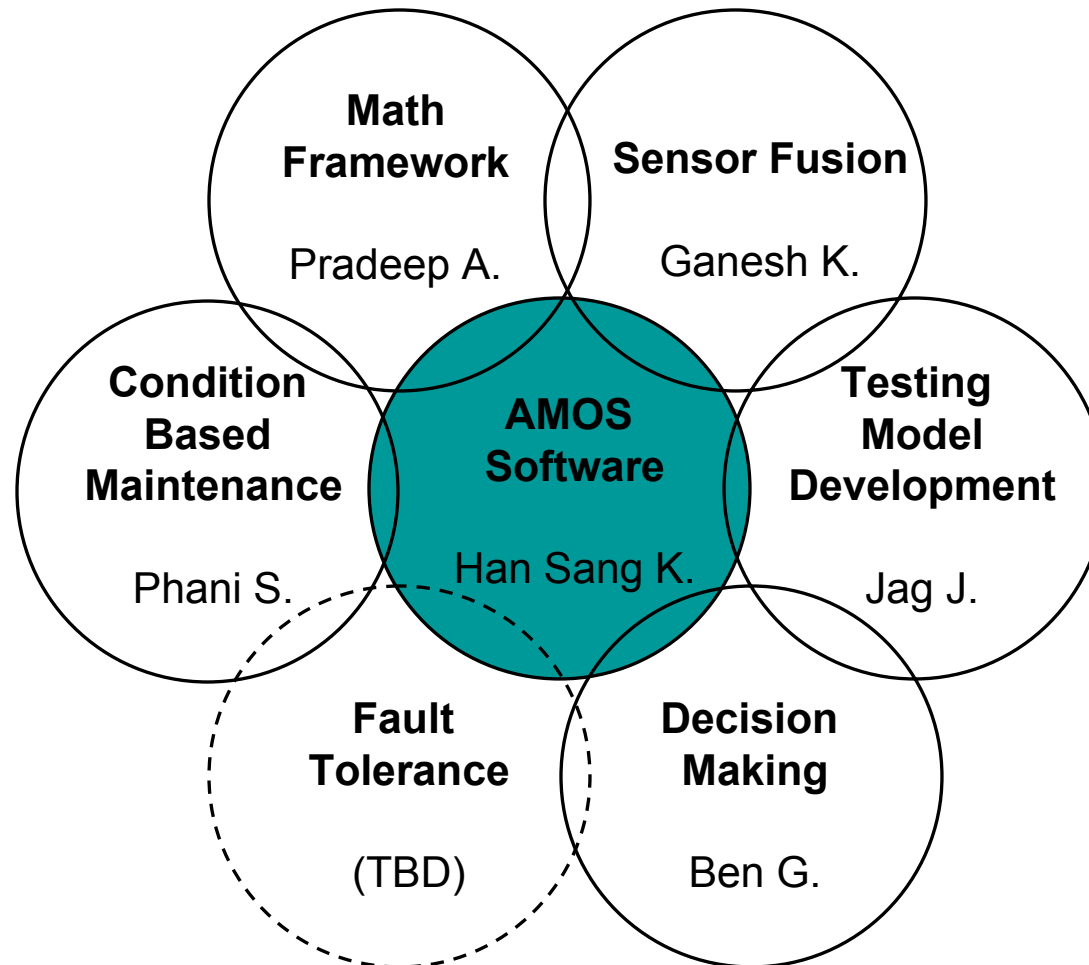 Math
Framework
Pradeep A.
Sensor Fusion
Ganesh K.
Condition
Based
Maintenance
Phani S.
AMOS
Software
Han Sang K.
Testing
Model
Development
Jag J.
Fault
Tolerance
(TBD)
Decision
Making
Ben G.